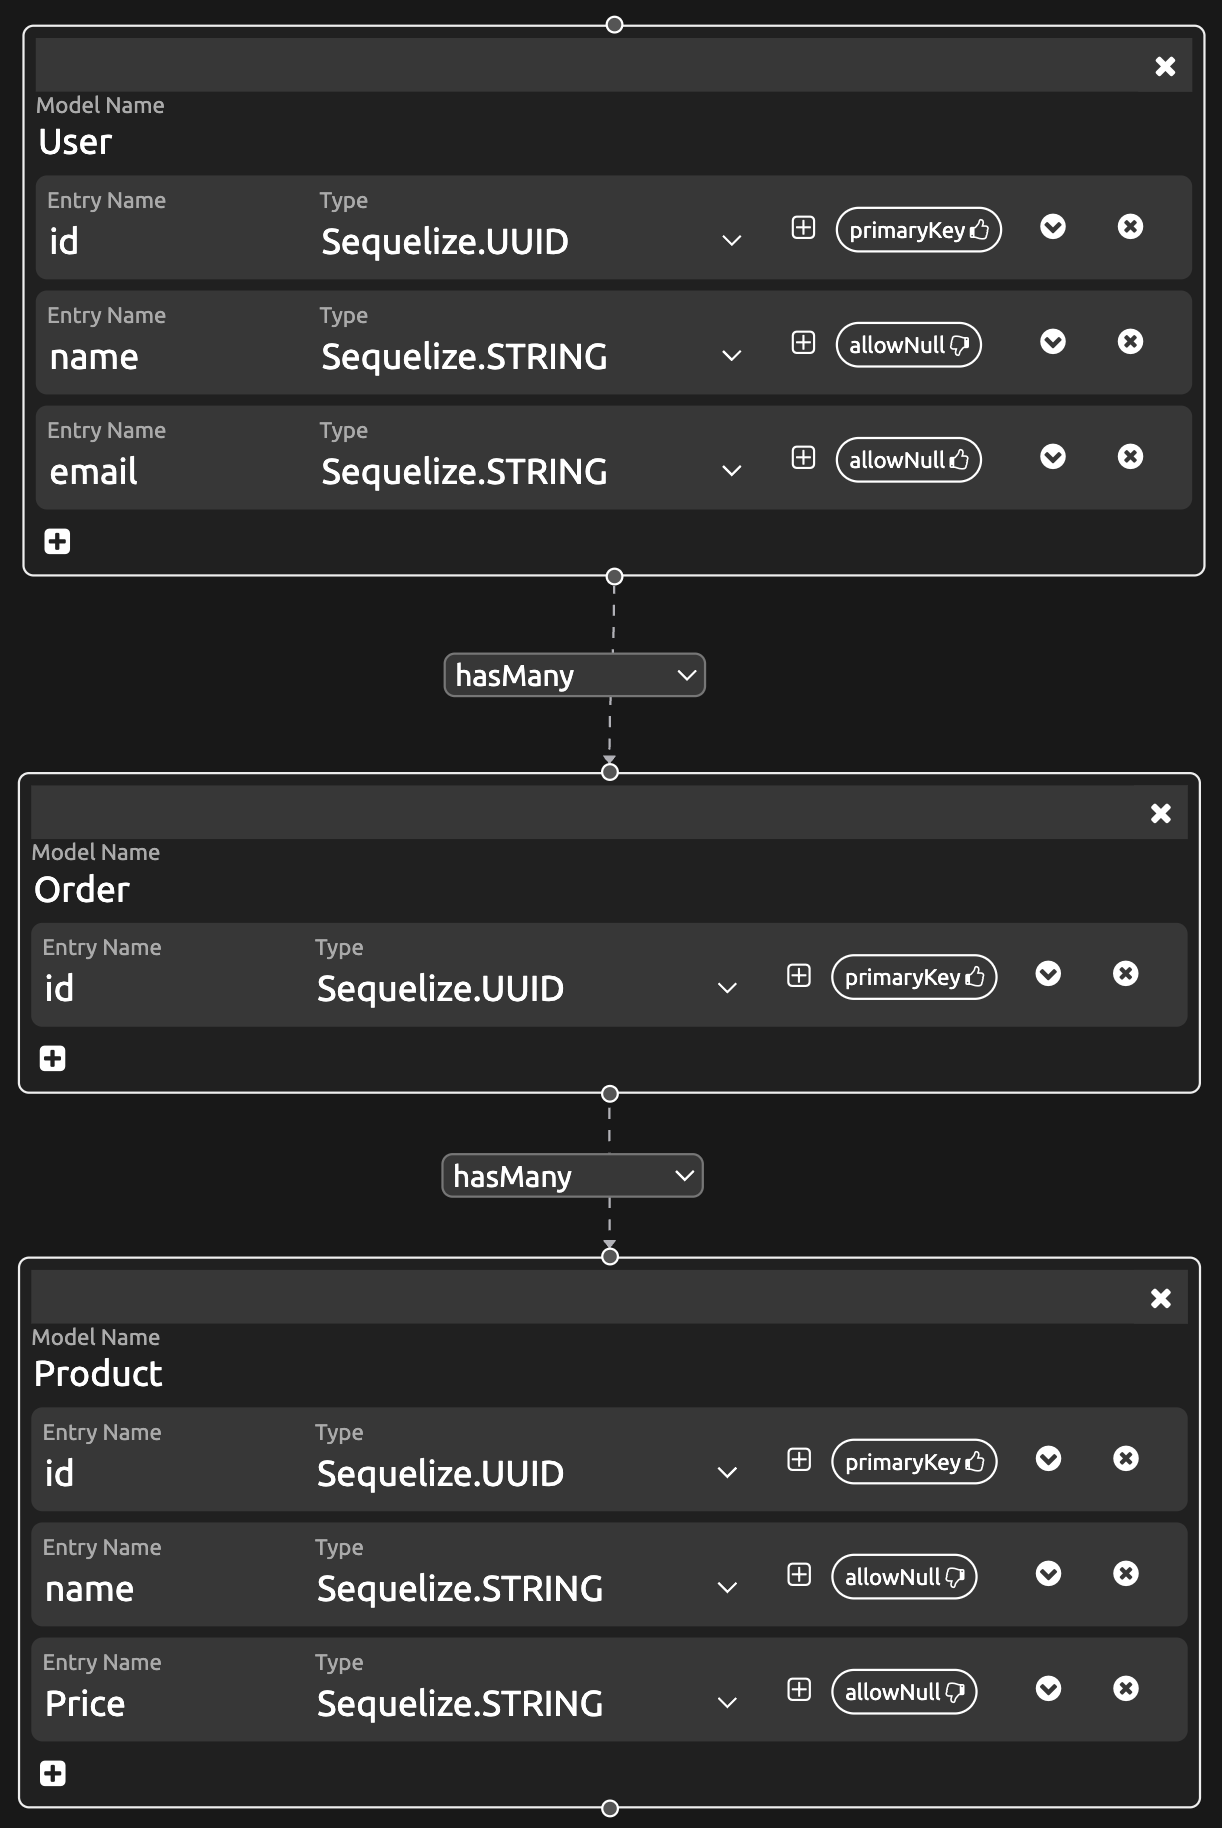 Model Name
User
Entry Name Type
id Sequelize.UUID primaryKey
Entry Name Type
name Sequelize.STRING allowNull
Entry Name Type
email Sequelize.STRING allowNull
hasMany
Model Name
Order
Entry Name Type
id Sequelize.UUID primaryKey
hasMany
Model Name
Product
Entry Name Type
id Sequelize.UUID primaryKey
Entry Name Type
name Sequelize.STRING allowNull
Entry Name Type
Price Sequelize.STRING allowNull